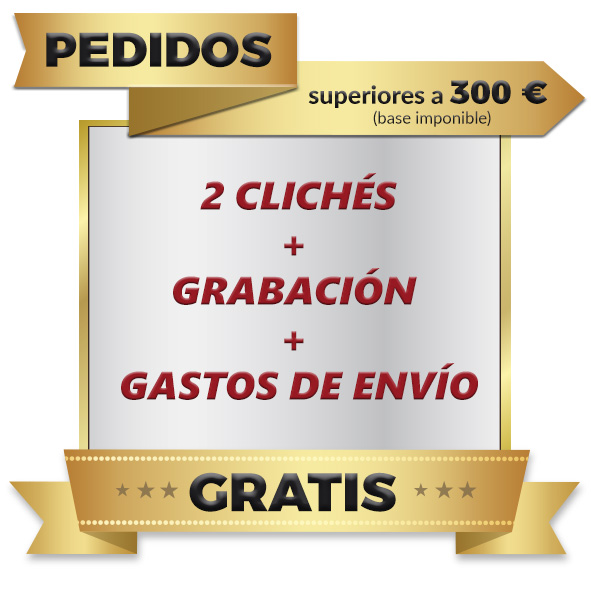 PEDIDOS
superiores a 300 €
(base imponible)
2 CLICHÉS
+
GRABACIÓN
+
GASTOS DE ENVÍO
GRATIS